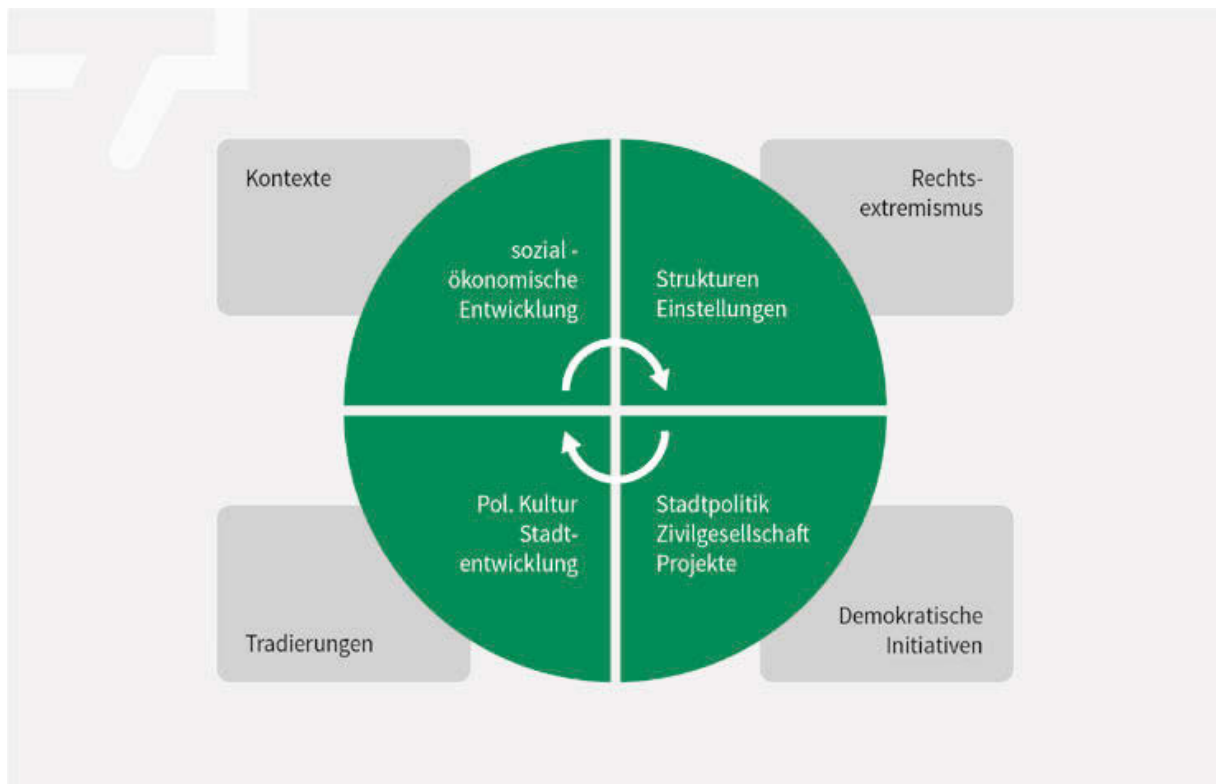 Kontexte
sozial -
ökonomische
Entwicklung
Strukturen
Einstellungen
Rechts-
extremismus
Pol. Kultur
Stadt-
entwicklung
Tradierungen
Stadtpolitik
Zivilgesellschaft
Projekte
Demokratische
Initiativen